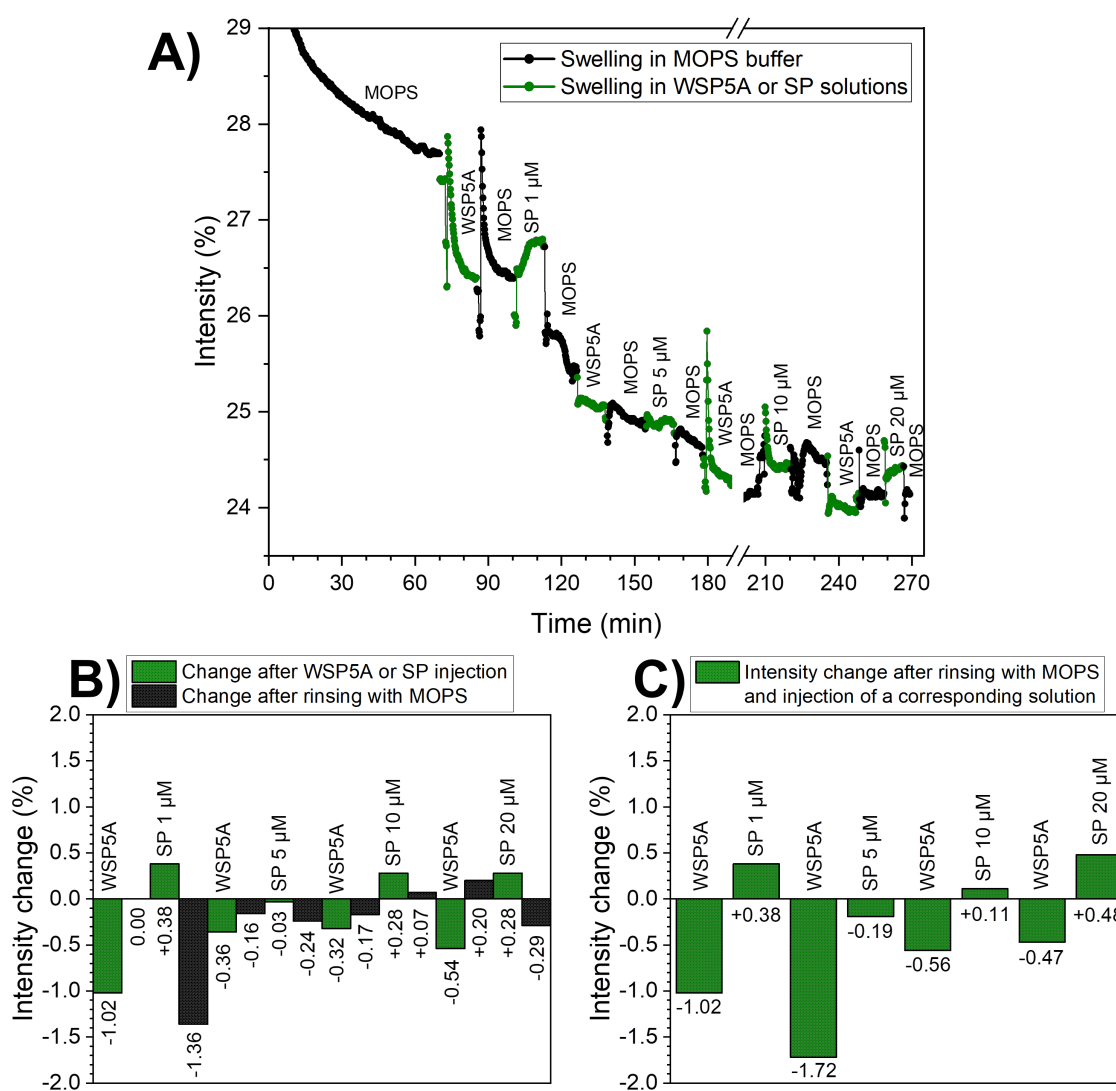 A)
29
28
27
26
25
24
Intensity (%)
Swelling in MOPS buffer
Swelling in WSP5A or SP solutions
MOPS
WSP5A
MOPS
SP 1 µM
MOPS
WSP5A
MOPS
SP 5 µM
MOPS
WSP5A
MOPS
SP 10 µM
MOPS
WSP5A
MOPS
SP 20 µM
MOPS
0 30 60 90 120 150 180 210 240 270
Time (min)
B)
Change after WSP5A or SP injection
Change after rinsing with MOPS
2.0
1.5
1.0
0.5
0.0
-0.5
-1.0
-1.5
-2.0
Intensity change (%)
WSP5A
SP 1 µM
WSP5A
SP 5 µM
WSP5A
SP 10 µM
WSP5A
SP 20 µM
-1.02
0.00
+0.38
-1.36
-0.36
-0.16
-0.03
-0.24
-0.32
-0.17
+0.28
+0.07
-0.54
+0.20
+0.28
-0.29
C)
Intensity change after rinsing with MOPS
and injection of a corresponding solution
2.0
1.5
1.0
0.5
0.0
-0.5
-1.0
-1.5
-2.0
Intensity change (%)
WSP5A
SP 1 µM
WSP5A
SP 5 µM
WSP5A
SP 10 µM
WSP5A
SP 20 µM
-1.02
+0.38
-1.72
-0.19
-0.56
+0.11
-0.47
+0.48